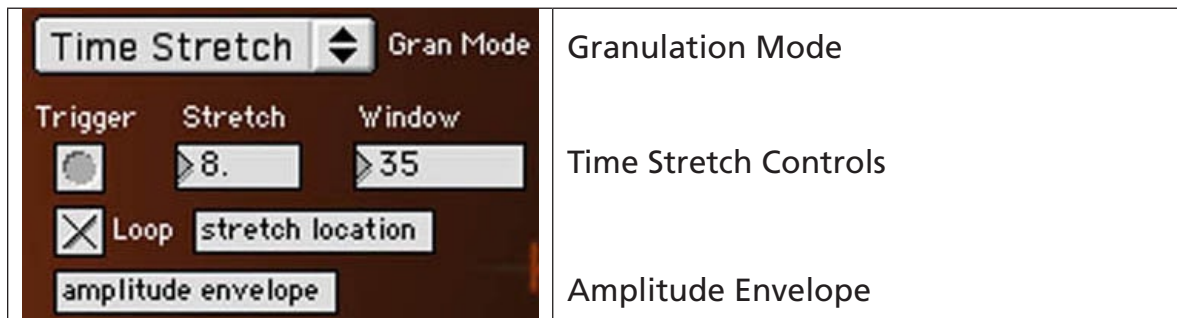 Time Stretch Gran Mode
Granulation Mode
Trigger Stretch Window
8. 35
Time Stretch Controls
Loop stretch location
amplitude envelope
Amplitude Envelope